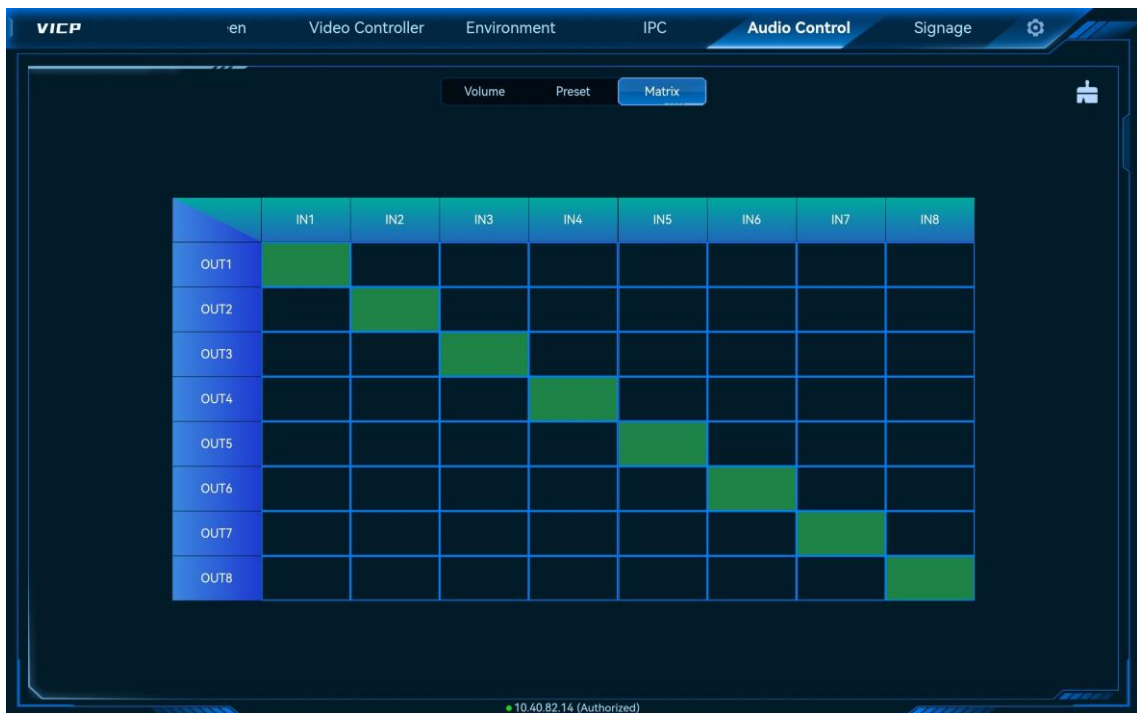 VICP -en Video Controller Environment IPC Audio Control Signage
Volume Preset Matrix
IN1 IN2 IN3 IN4 IN5 IN6 IN7 IN8
OUT1
OUT2
OUT3
OUT4
OUT5
OUT6
OUT7
OUT8
10.40.82.14 (Authorized)